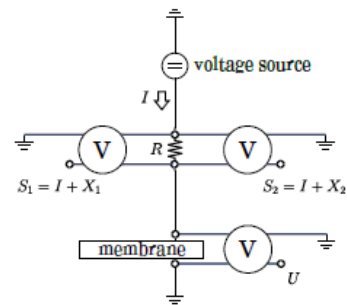 voltage source
I
V
R
V
S₁ = I + X₁
S₂ = I + X₂
membrane
V
U